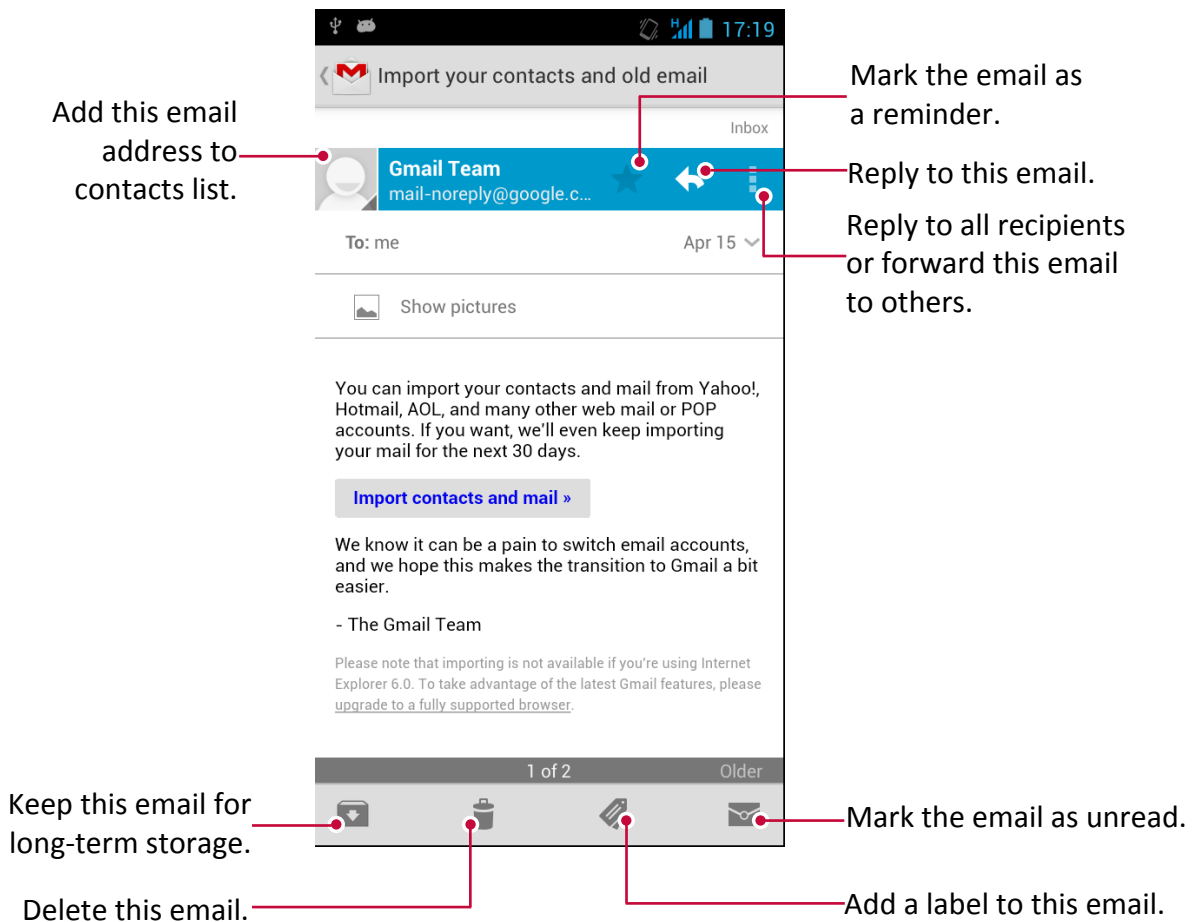 H 17:19
Import your contacts and old email
Mark the email as
a reminder.
Add this email
address to
contacts list.
Inbox
Gmail Team
mail-noreply@google.c...
Reply to this email.
Reply to all recipients
or forward this email
to others.
To: me
Apr 15
Show pictures
You can import your contacts and mail from Yahoo!,
Hotmail, AOL, and many other web mail or POP
accounts. If you want, we'll even keep importing
your mail for the next 30 days.
Import contacts and mail »
We know it can be a pain to switch email accounts,
and we hope this makes the transition to Gmail a bit
easier.
- The Gmail Team
Please note that importing is not available if you're using Internet
Explorer 6.0. To take advantage of the latest Gmail features, please
upgrade to a fully supported browser.
1 of 2
Older
Keep this email for
long-term storage.
Mark the email as unread.
Delete this email.
Add a label to this email.